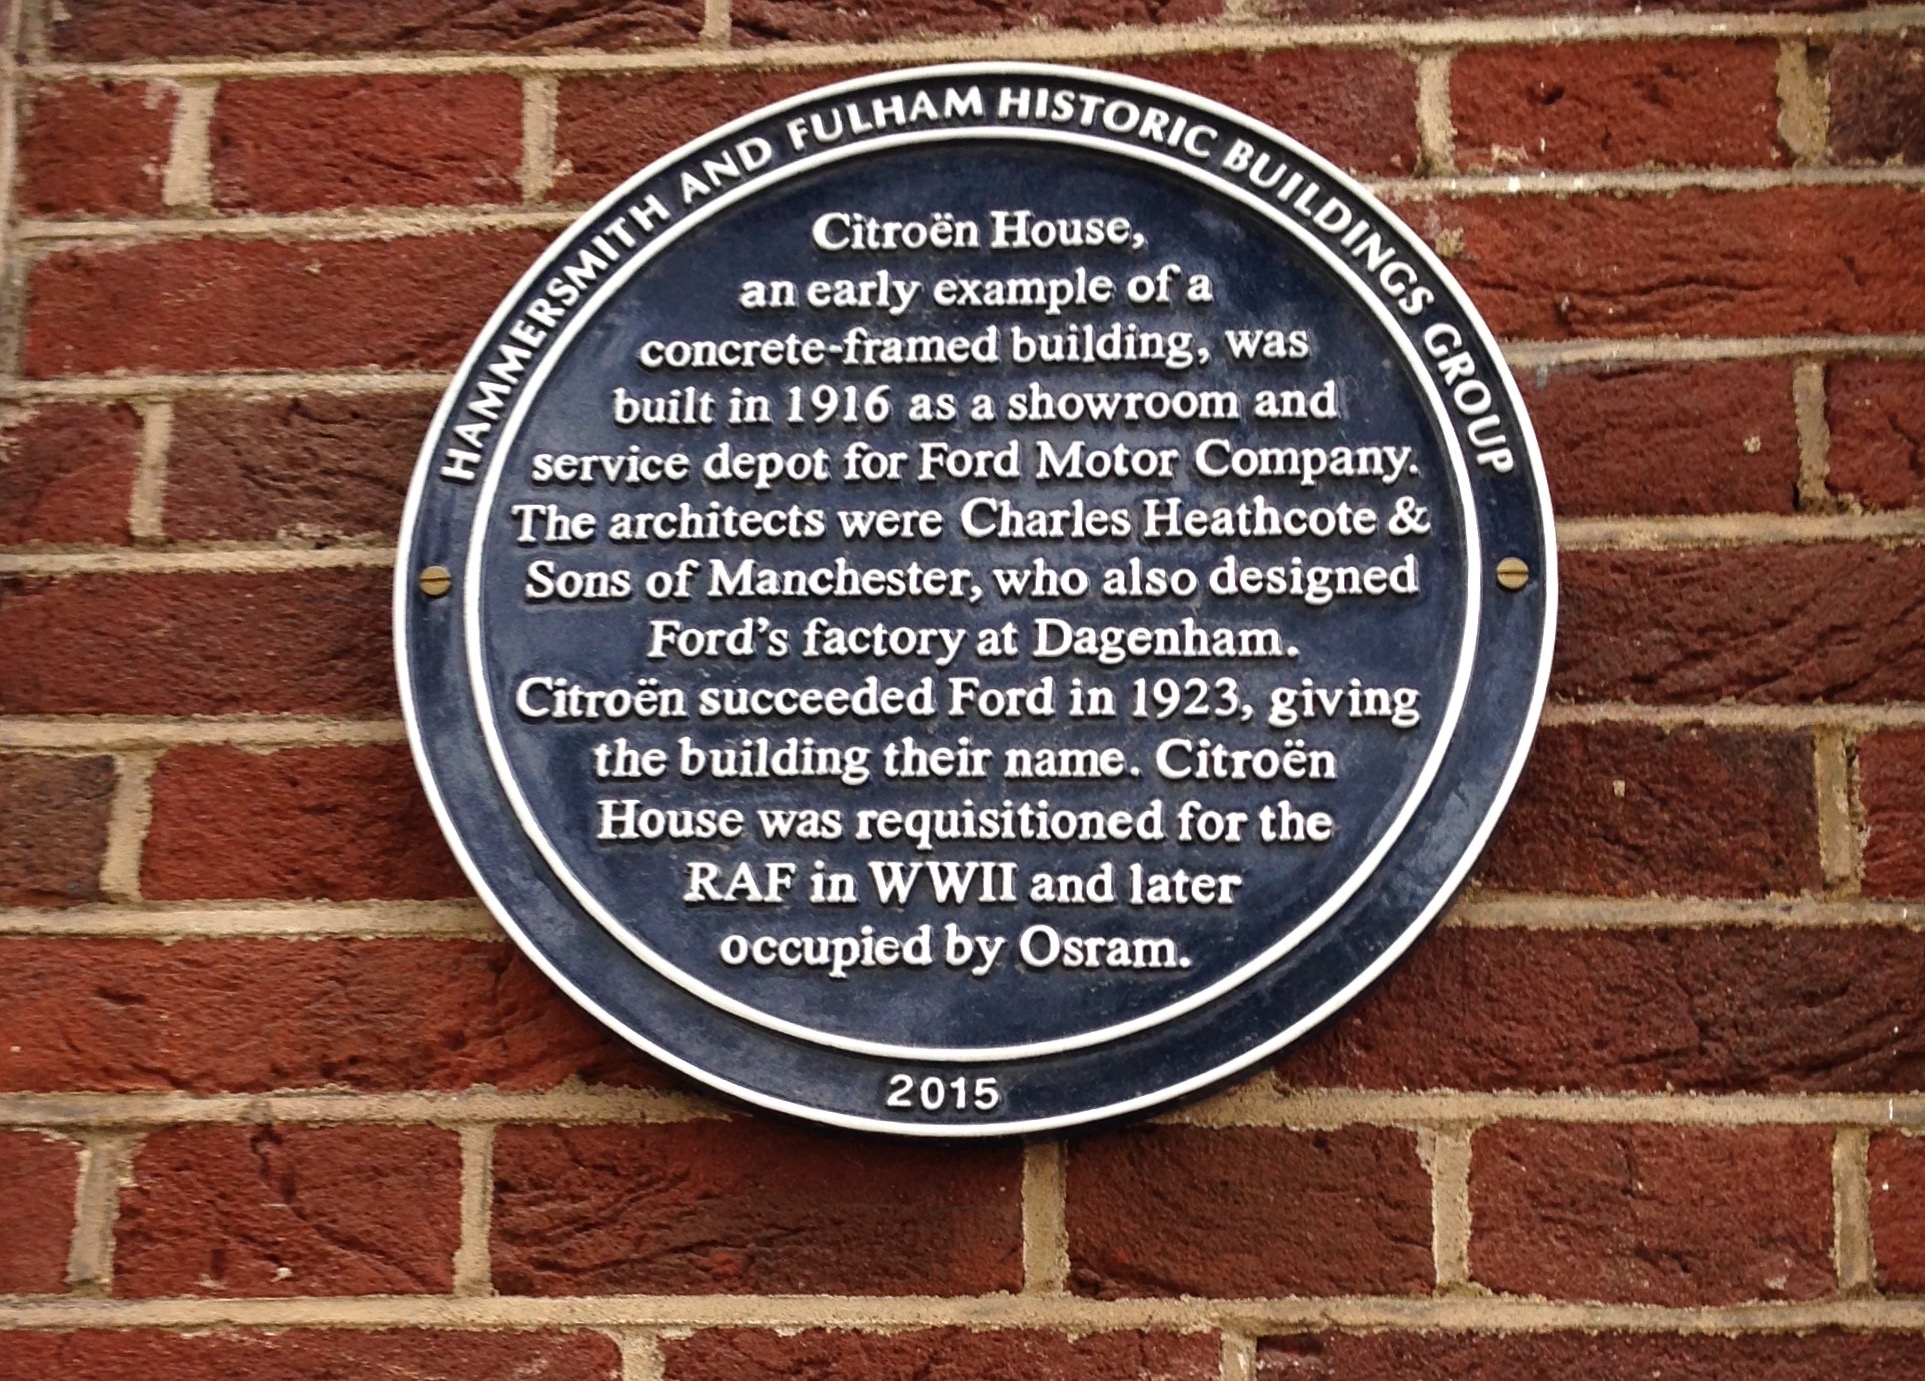 HAMMERSMITH AND FULHAM HISTORIC BUILDINGS GROUP
Citroën House,
an early example of a
concrete-framed building, was
built in 1916 as a showroom and
service depot for Ford Motor Company.
The architects were Charles Heathcote &
Sons of Manchester, who also designed
Ford's factory at Dagenham.
Citroën succeeded Ford in 1923, giving
the building their name. Citroën
House was requisitioned for the
RAF in WWII and later
occupied by Osram.
2015